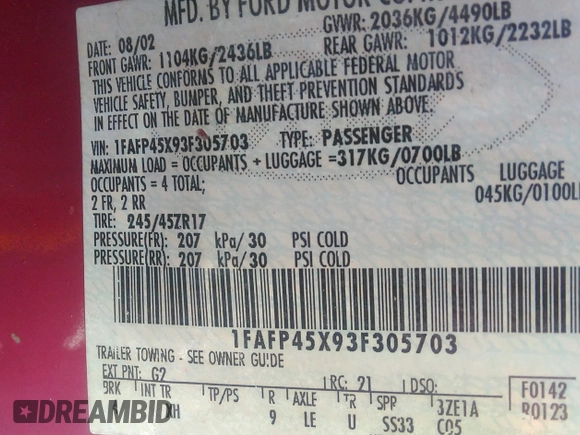 MFD. BY FORD MOTOR
DATE: 08/02 GVWR: 2036KG/4490LB
FRONT GAWR: 1104KG/2436LB REAR GAWR: 1012KG/2232LB
THIS VEHICLE CONFORMS TO ALL APPLICABLE FEDERAL MOTOR
VEHICLE SAFETY, BUMPER, AND THEFT PREVENTION STANDARDS
IN EFFECT ON THE DATE OF MANUFACTURE SHOWN ABOVE.
VIN: 1FAFP45X93F305703 TYPE: PASSENGER
MAXIMUM LOAD = OCCUPANTS + LUGGAGE =317KG/0700LB
OCCUPANTS = 4 TOTAL; OCCUPANTS LUGGAGE
2 FR, 2 RR 045KG/0100L
TIRE: 245/45ZR17
PRESSURE(FR): 207 kPa/ 30 PSI COLD
PRESSURE(RR): 207 kPa/ 30 PSI COLD
1FAFP45X93F305703
TRAILER TOWING - SEE OWNER GUIDE
EXT PNT: G2 RC: 21 DSO: F0142
BRK INT TR TP/PS R AXLE TR SPR 3ZE1A R0123
9 LE U SS33 C05
DREAMBID